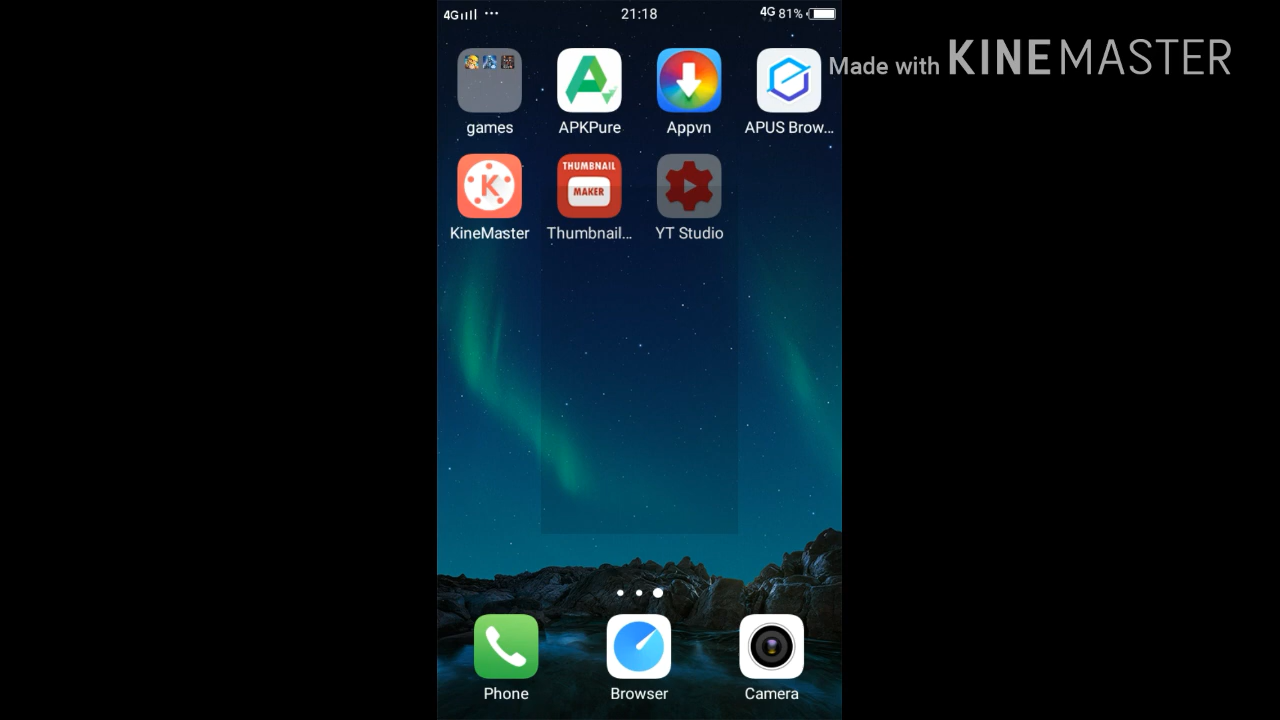 4G 21:18 4G 81%
Made with KINEMASTER
games APKPure Appvn APUS Brow...
THUMBNAIL
MAKER
K
KineMaster Thumbnail... YT Studio
Phone Browser Camera